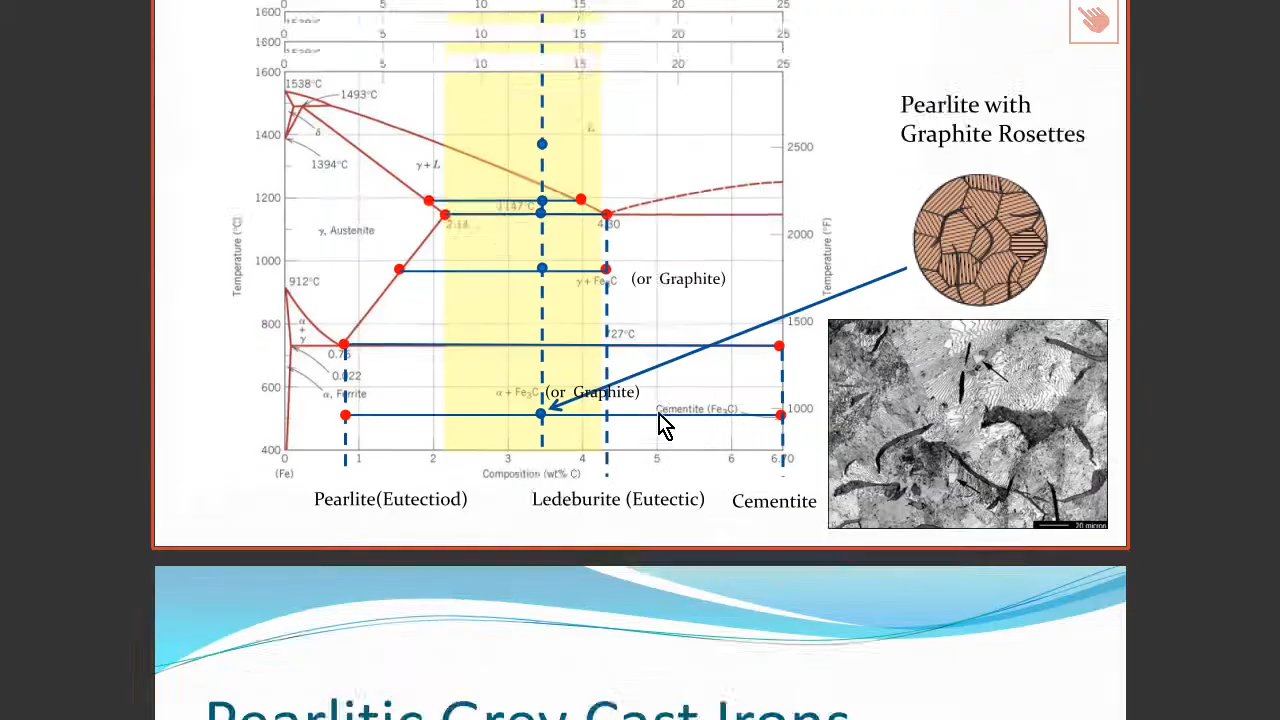 0 5 10 15 20 25
1600
0 5 10 15 20 25
1600
0 5 10 15 20 25
1600
1538°C
1493°C
1400
δ
L
2500
1394°C
γ+L
1200
1147°C
2.14
4.30
γ, Austenite
2000
Temperature (°C)
Temperature (°F)
1000
γ + Fe₃C (or Graphite)
912°C
800
α
+
γ
1500
727°C
0.76
0.022
600
α, Ferrite
α + Fe₃C (or Graphite)
Cementite (Fe₃C)
1000
400
0 1 2 3 4 5 6 6.70
(Fe)
Composition (wt% C)
Pearlite(Eutectiod)
Ledeburite (Eutectic)
Cementite
Pearlite with
Graphite Rosettes
20 micron
Pearlitic Grey Cast Irons